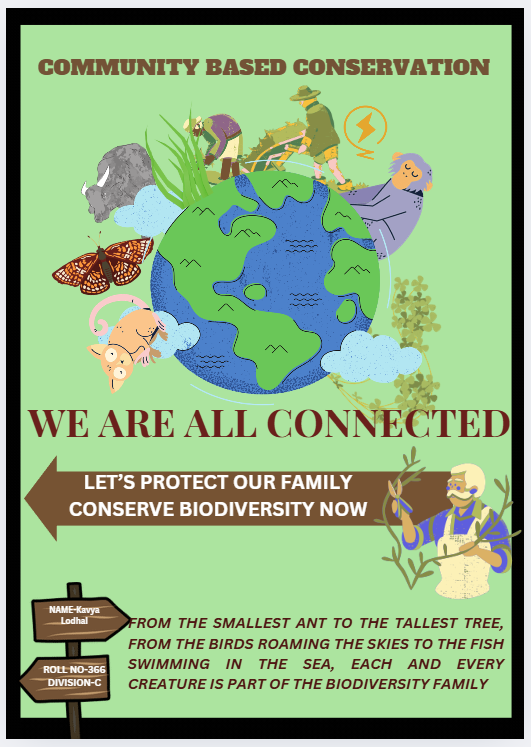 COMMUNITY BASED CONSERVATION
WE ARE ALL CONNECTED
LET'S PROTECT OUR FAMILY
CONSERVE BIODIVERSITY NOW
NAME-Kavya
Lodhal
ROLL NO-366
DIVISION-C
FROM THE SMALLEST ANT TO THE TALLEST TREE,
FROM THE BIRDS ROAMING THE SKIES TO THE FISH
SWIMMING IN THE SEA, EACH AND EVERY
CREATURE IS PART OF THE BIODIVERSITY FAMILY